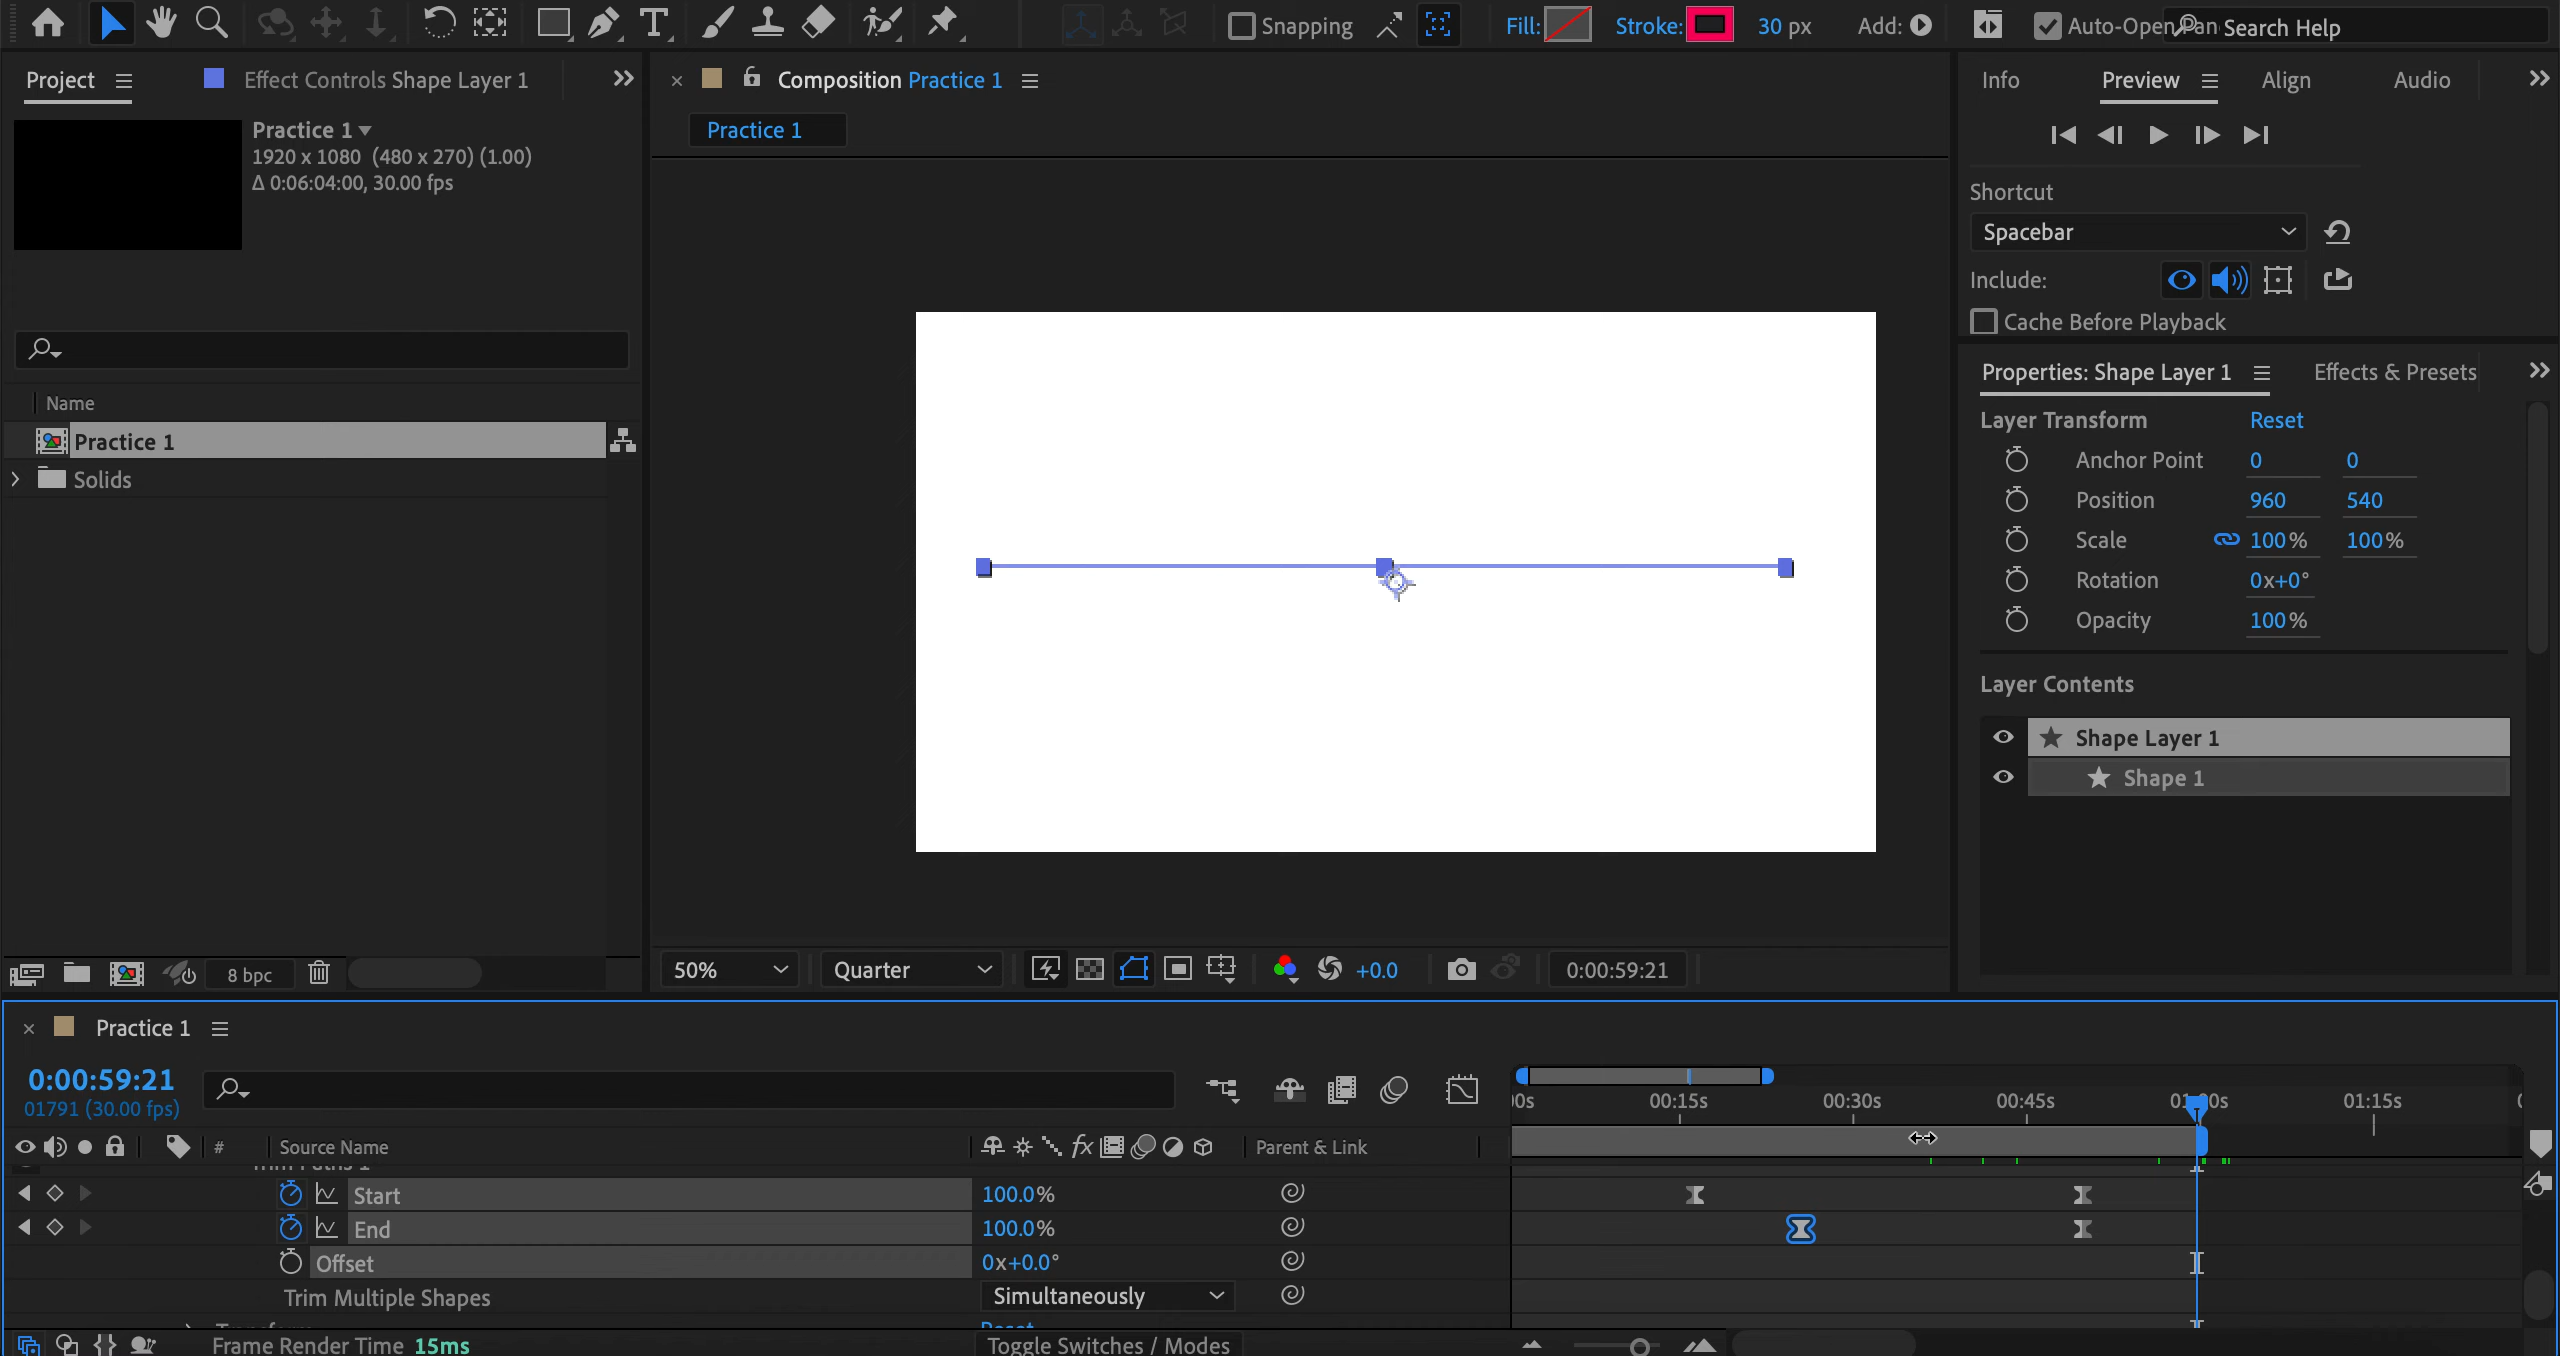 Snapping
Fill:
Stroke:
30 px
Add:
Auto-Open Pan
Search Help
Project
Effect Controls Shape Layer 1
Composition Practice 1
Info
Preview
Align
Audio
Practice 1
Practice 1
1920 x 1080 (480 x 270) (1.00)
Δ 0:06:04:00, 30.00 fps
Shortcut
Spacebar
Include:
Cache Before Playback
Properties: Shape Layer 1
Effects & Presets
Name
Practice 1
Solids
Layer Transform
Reset
Anchor Point
0
0
Position
960
540
Scale
100%
100%
Rotation
0x+0°
Opacity
100%
Layer Contents
Shape Layer 1
Shape 1
8 bpc
50%
Quarter
+0.0
0:00:59:21
Practice 1
0:00:59:21
01791 (30.00 fps)
00:15s
00:30s
00:45s
01:15s
#
Source Name
fx
Parent & Link
Start
100.0%
End
100.0%
Offset
0x+0.0°
Trim Multiple Shapes
Simultaneously
Frame Render Time 15ms
Toggle Switches / Modes